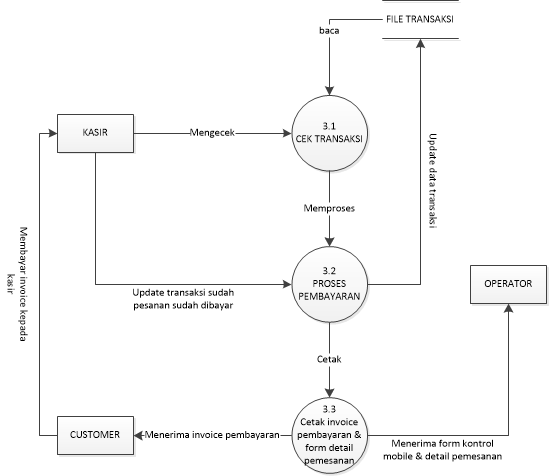 FILE TRANSAKSI
baca
3.1
CEK TRANSAKSI
KASIR
Mengecek
Update data transaksi
Memproses
Membayar invoice kepada
kasir
3.2
PROSES
PEMBAYARAN
OPERATOR
Update transaksi sudah
pesanan sudah dibayar
Cetak
3.3
Cetak invoice
pembayaran &
form detail
pemesanan
CUSTOMER
Menerima invoice pembayaran
Menerima form kontrol
mobile & detail pemesanan